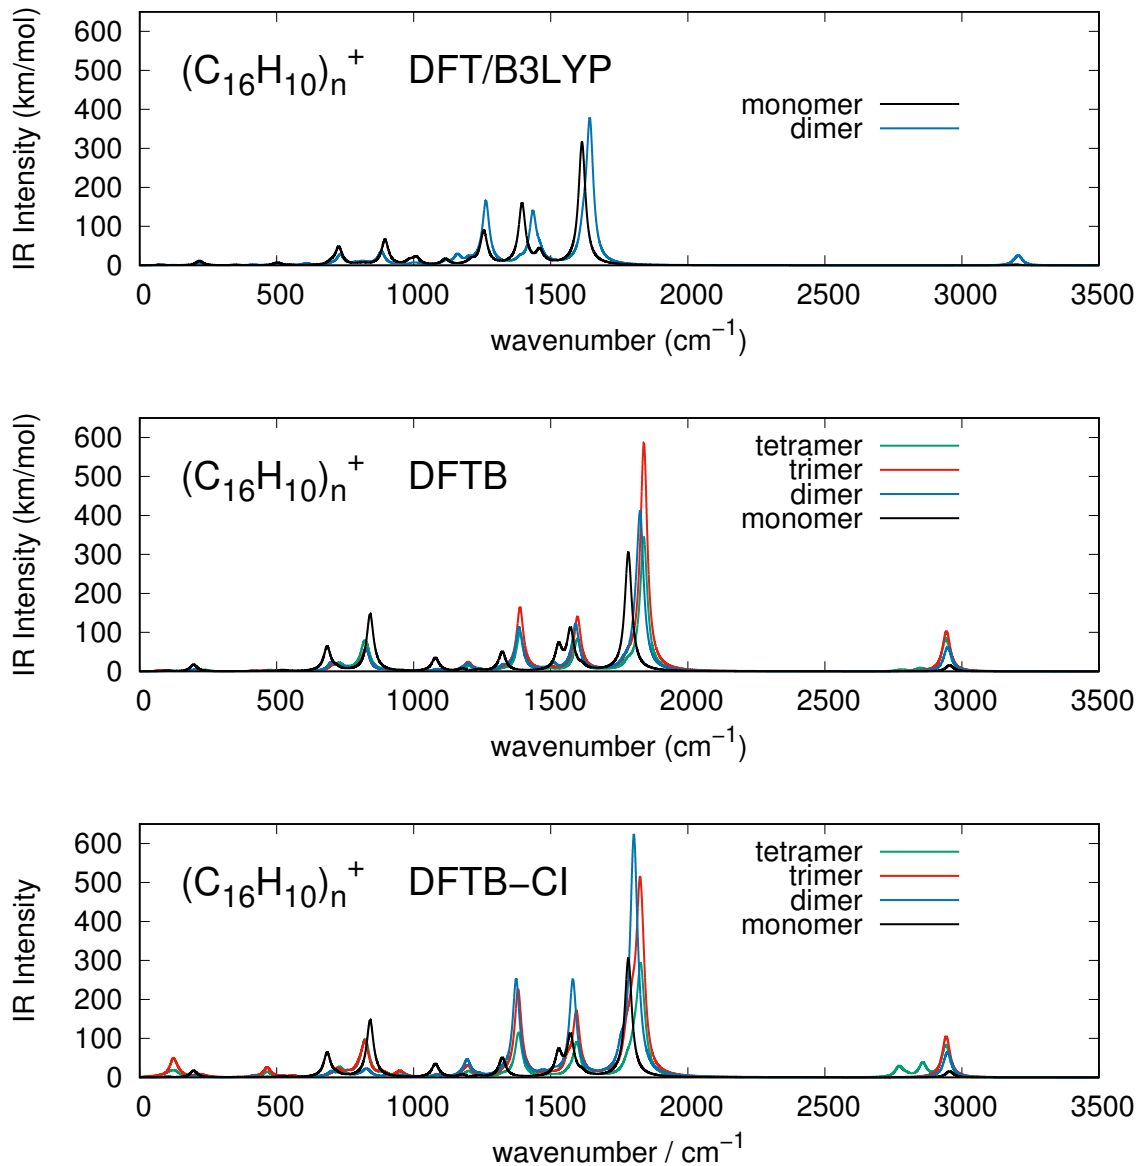 600
500
400
300
200
100
0
IR Intensity (km/mol)
(C16H10)n+ DFT/B3LYP
monomer
dimer
0 500 1000 1500 2000 2500 3000 3500
wavenumber (cm−1)
600
500
400
300
200
100
0
IR Intensity (km/mol)
(C16H10)n+ DFTB
tetramer
trimer
dimer
monomer
0 500 1000 1500 2000 2500 3000 3500
wavenumber (cm−1)
600
500
400
300
200
100
0
IR Intensity
(C16H10)n+ DFTB−CI
tetramer
trimer
dimer
monomer
0 500 1000 1500 2000 2500 3000 3500
wavenumber / cm−1